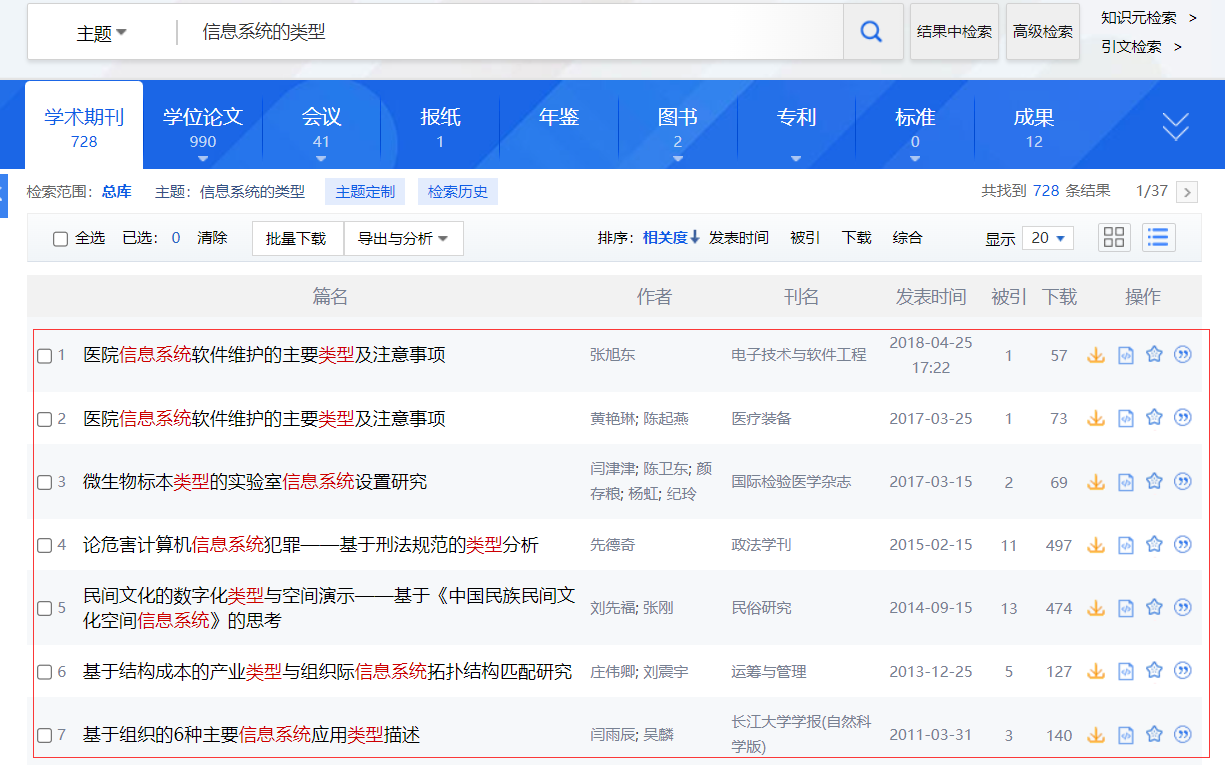 主题 信息系统的类型 结果中检索 高级检索 知识元检索 >
引文检索 >
学术期刊 学位论文 会议 报纸 年鉴 图书 专利 标准 成果
728 990 41 1 2 0 12
检索范围: 总库 主题: 信息系统的类型 主题定制 检索历史 共找到 728 条结果 1/37 >
全选 已选: 0 清除 批量下载 导出与分析 排序: 相关度↓ 发表时间 被引 下载 综合 显示 20
篇名 作者 刊名 发表时间 被引 下载 操作
1 医院信息系统软件维护的主要类型及注意事项 张旭东 电子技术与软件工程 2018-04-25 17:22 1 57
2 医院信息系统软件维护的主要类型及注意事项 黄艳琳; 陈起燕 医疗装备 2017-03-25 1 73
3 微生物标本类型的实验室信息系统设置研究 闫津津; 陈卫东; 颜存粮; 杨虹; 纪玲 国际检验医学杂志 2017-03-15 2 69
4 论危害计算机信息系统犯罪——基于刑法规范的类型分析 先德奇 政法学刊 2015-02-15 11 497
5 民间文化的数字化类型与空间演示——基于《中国民族民间文化空间信息系统》的思考 刘先福; 张刚 民俗研究 2014-09-15 13 474
6 基于结构成本的产业类型与组织际信息系统拓扑结构匹配研究 庄伟卿; 刘震宇 运筹与管理 2013-12-25 5 127
7 基于组织的6种主要信息系统应用类型描述 闫雨辰; 吴麟 长江大学学报(自然科学版) 2011-03-31 3 140